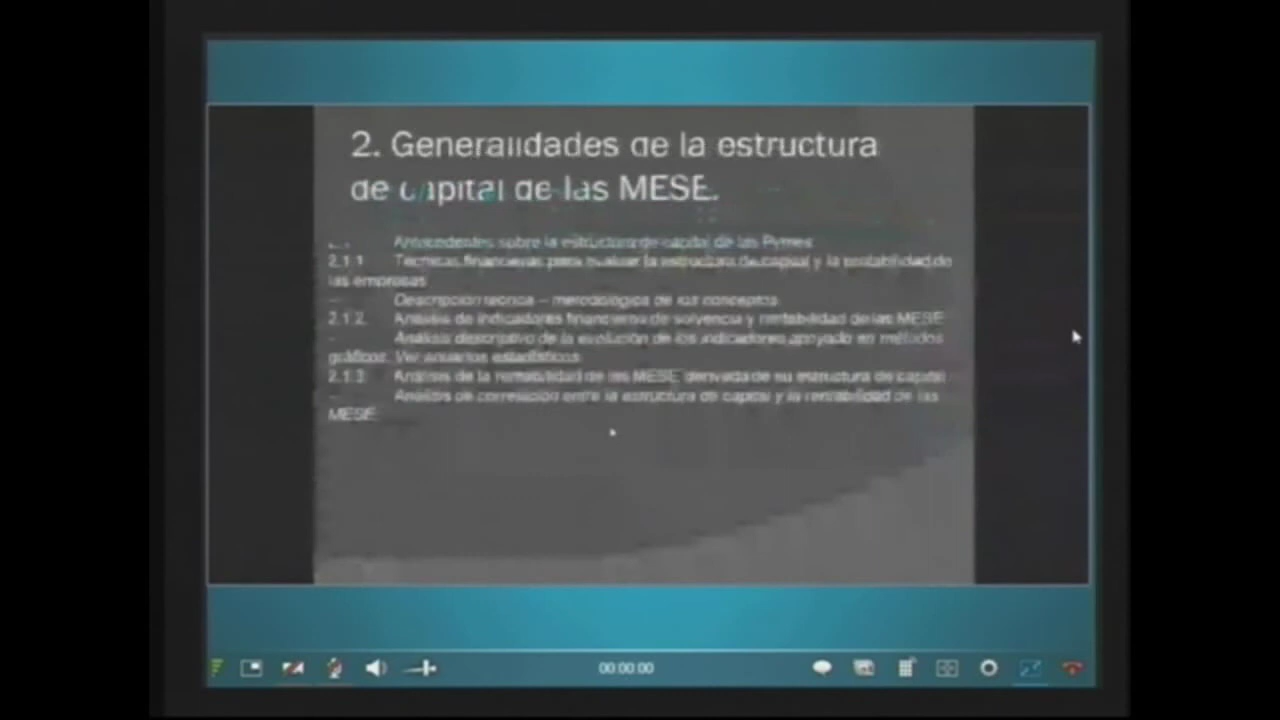 2. Generalidades de la estructura
de capital de las MESE.
Antecedentes sobre la estructura de capital de las Pymes
2.1.1 Técnicas financieras para evaluar la estructura de capital y la rentabilidad de
las empresas
– Descripción teórica – metodológica de los conceptos
2.1.2. Análisis de indicadores financieros de solvencia y rentabilidad de las MESE
- Análisis descriptivo de la evolución de los indicadores apoyado en métodos
gráficos. Ver anuarios estadísticos
2.1.3 Análisis de la rentabilidad de las MESE derivada de su estructura de capital
– Análisis de correlación entre la estructura de capital y la rentabilidad de las
MESE
00:00:00